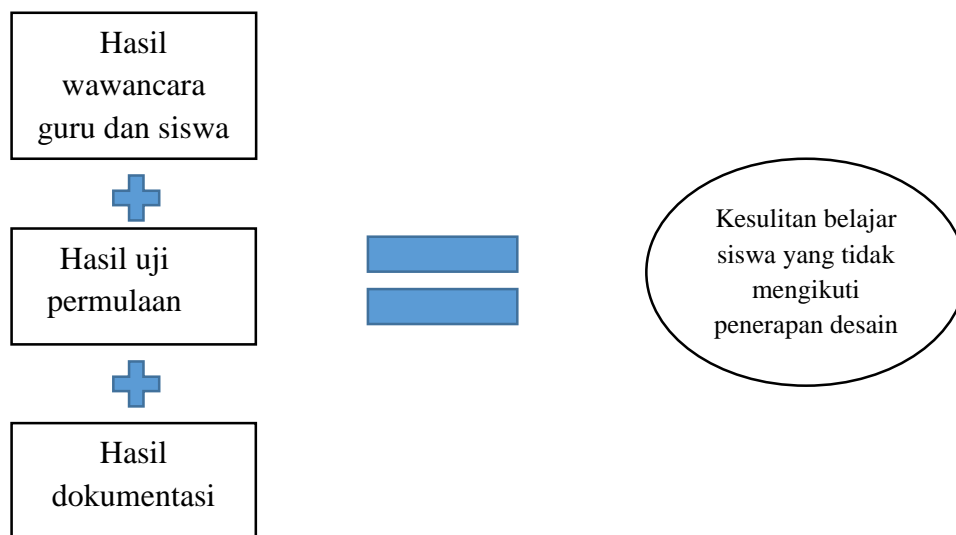 Hasil
wawancara
guru dan siswa
Hasil uji
permulaan
Hasil
dokumentasi
Kesulitan belajar
siswa yang tidak
mengikuti
penerapan desain